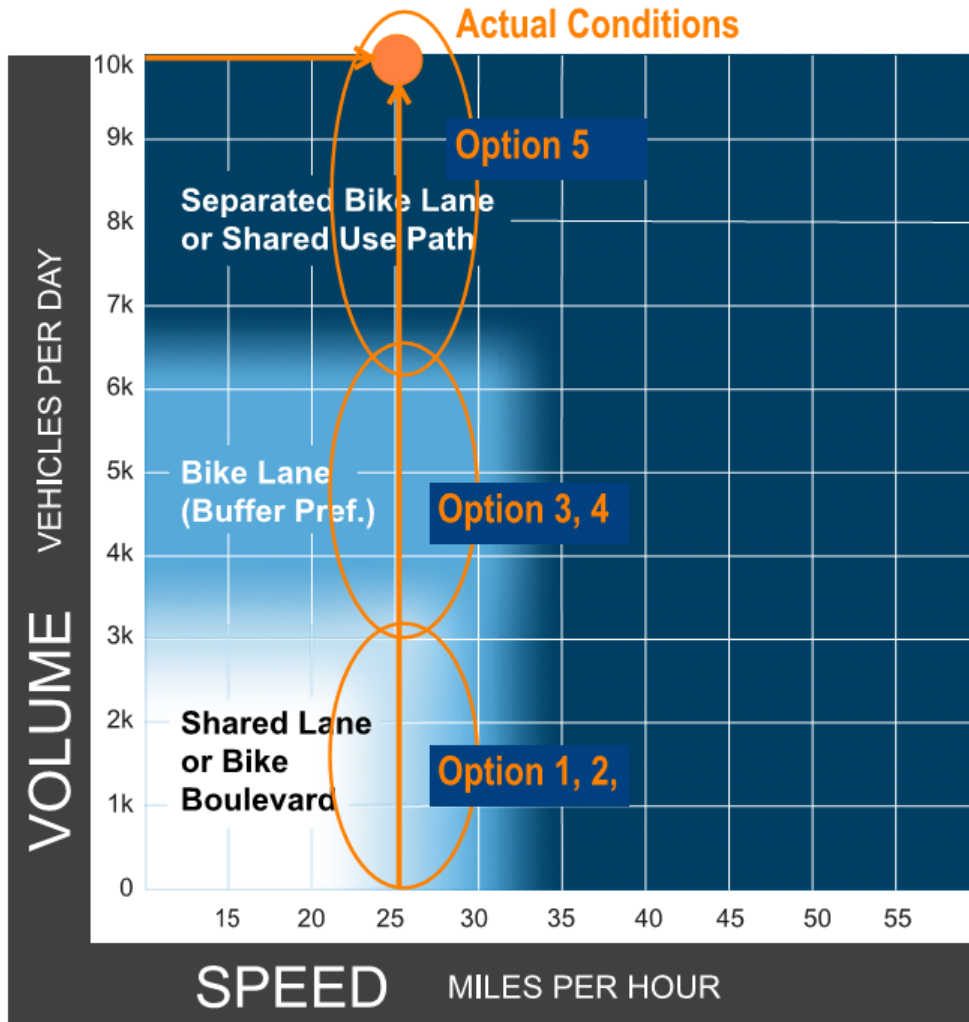 Actual Conditions
10k
9k
Option 5
Separated Bike Lane
or Shared Use Path
8k
7k
6k
5k
Bike Lane
(Buffer Pref.)
Option 3, 4
4k
3k
2k
Shared Lane
or Bike
Boulevard
Option 1, 2,
1k
0
VOLUME VEHICLES PER DAY
15 20 25 30 35 40 45 50 55
SPEED MILES PER HOUR